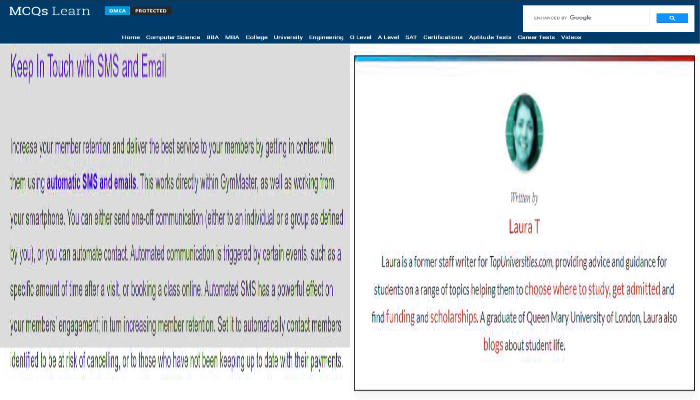 MCQs Learn
DMCA PROTECTED
ENHANCED BY Google
Home Computer Science BBA MBA College University Engineering O Level A Level SAT Certifications Aptitude Tests Career Tests Videos
Keep In Touch with SMS and Email
Increase your member retention and deliver the best service to your members by getting in contact with
them using automatic SMS and emails. This works directly within GymMaster, as well as working from
your smartphone. You can either send one-off communication (either to an individual or a group as defined
by you), or you can automate contact. Automated communication is triggered by certain events, such as a
specific amount of time after a visit, or booking a class online. Automated SMS has a powerful effect on
your members' engagement, in turn increasing member retention. Set it to automatically contact members
identified to be at risk of cancelling, or to those who have not been keeping up to date with their payments.
Written by
Laura T
Laura is a former staff writer for TopUniversities.com, providing advice and guidance for
students on a range of topics helping them to choose where to study, get admitted and
find funding and scholarships. A graduate of Queen Mary University of London, Laura also
blogs about student life.